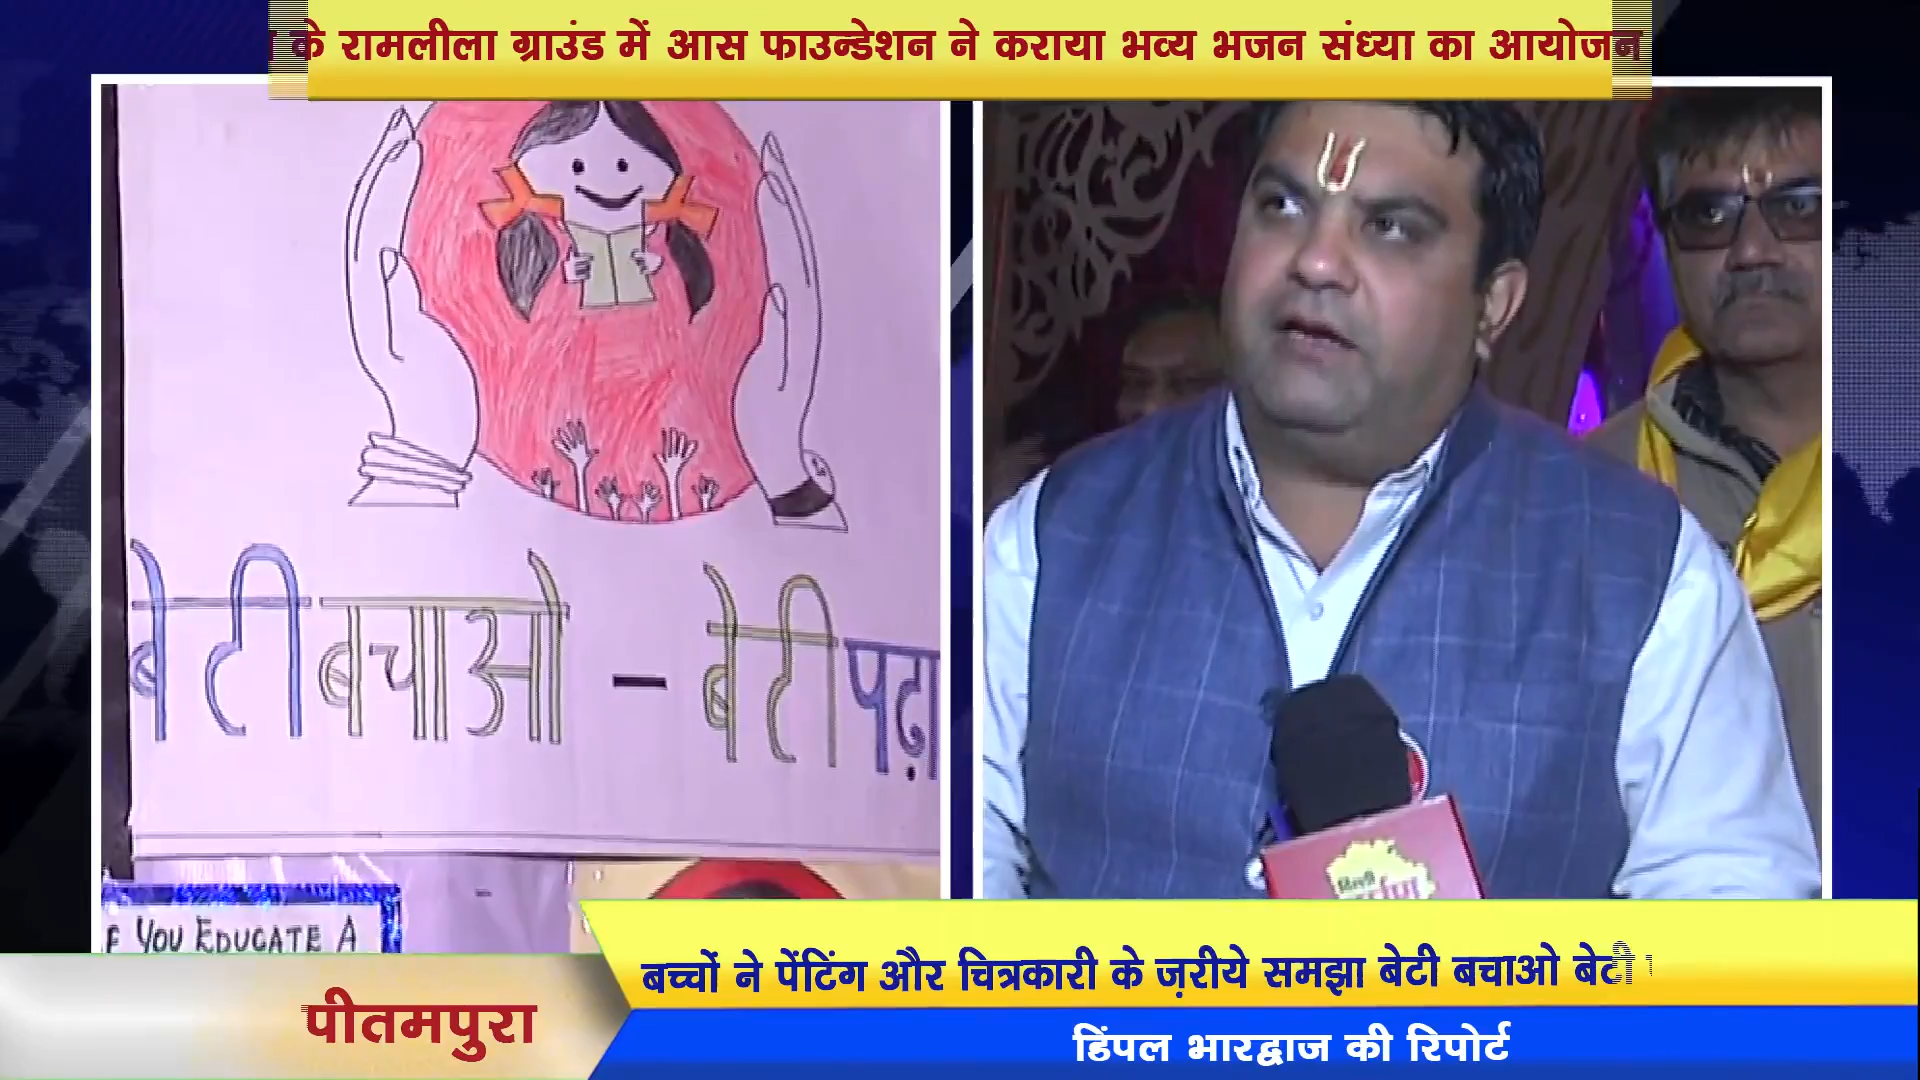 के रामलीला ग्राउंड में आस फाउन्डेशन ने कराया भव्य भजन संध्या का आयोजन
बेटी बचाओ - बेटी पढ़ा
F YOU EDUCATE A
दिल्ली
बच्चों ने पेंटिंग और चित्रकारी के ज़रीये समझा बेटी बचाओ बेटी
पीतमपुरा
डिंपल भारद्वाज की रिपोर्ट